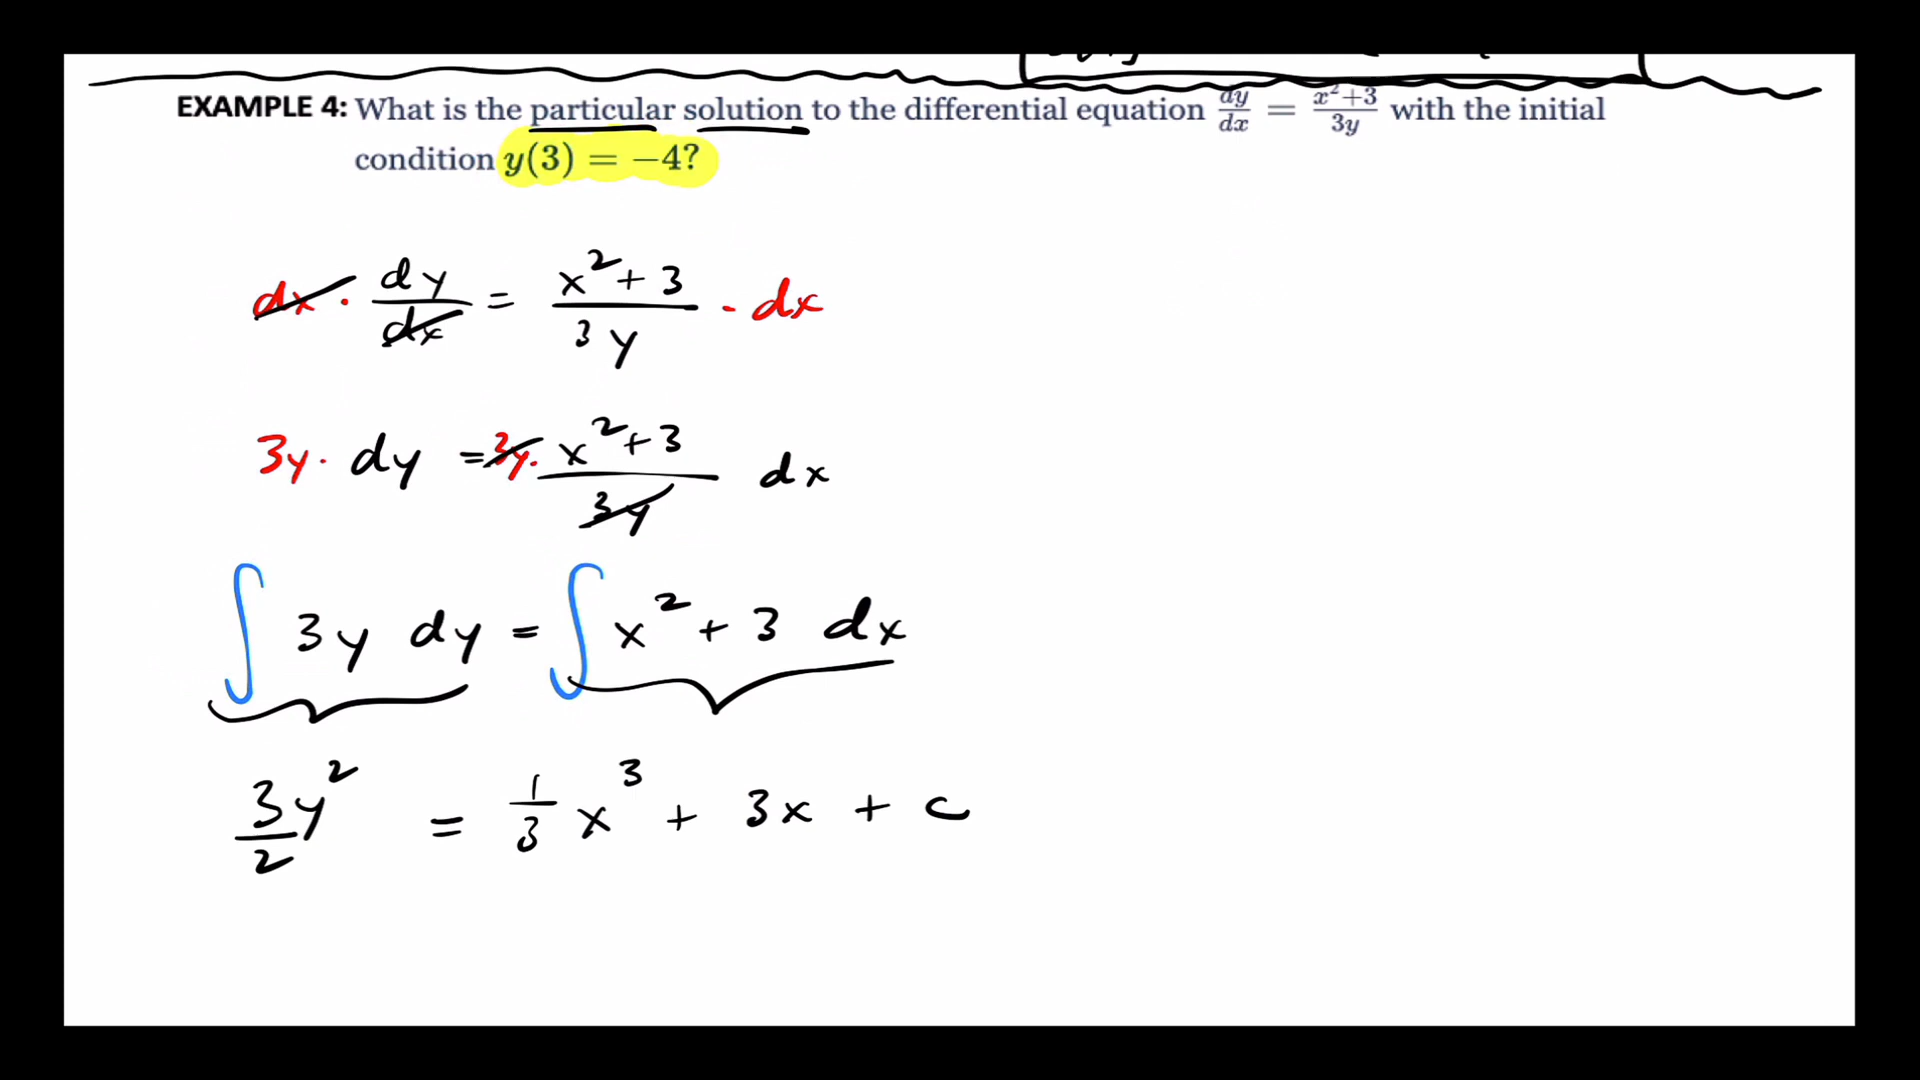 EXAMPLE 4: What is the particular solution to the differential equation dy/dx = x²+3/3y with the initial
condition y(3) = −4?
dx · dy/dx = x² + 3/3y · dx
3y · dy = 3y · x² + 3/3y dx
∫ 3y dy = ∫ x² + 3 dx
3y²/2 = 1/3 x³ + 3x + c